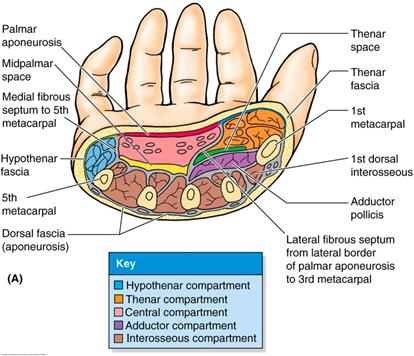 Palmar
aponeurosis
Midpalmar
space
Medial fibrous
septum to 5th
metacarpal
Hypothenar
fascia
5th
metacarpal
Dorsal fascia
(aponeurosis)
(A)
Thenar
space
Thenar
fascia
1st
metacarpal
1st dorsal
interosseous
Adductor
pollicis
Lateral fibrous septum
from lateral border
of palmar aponeurosis
to 3rd metacarpal
Key
Hypothenar compartment
Thenar compartment
Central compartment
Adductor compartment
Interosseous compartment